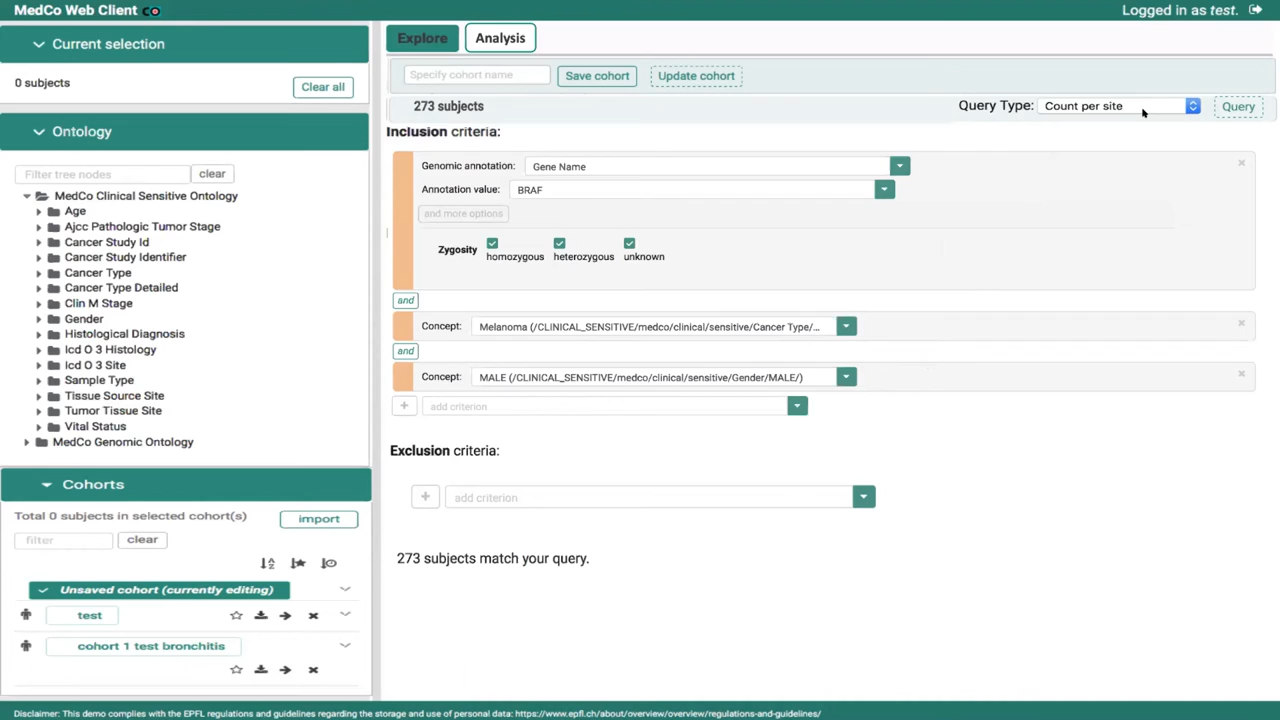 MedCo Web Client
Logged in as test.
Current selection
0 subjects
Clear all
Ontology
Filter tree nodes
clear
MedCo Clinical Sensitive Ontology
Age
Ajcc Pathologic Tumor Stage
Cancer Study Id
Cancer Study Identifier
Cancer Type
Cancer Type Detailed
Clin M Stage
Gender
Histological Diagnosis
Icd O 3 Histology
Icd O 3 Site
Sample Type
Tissue Source Site
Tumor Tissue Site
Vital Status
MedCo Genomic Ontology
Cohorts
Total 0 subjects in selected cohort(s)
import
filter
clear
Unsaved cohort (currently editing)
test
cohort 1 test bronchitis
Explore
Analysis
Specify cohort name
Save cohort
Update cohort
273 subjects
Query Type: Count per site
Query
Inclusion criteria:
Genomic annotation: Gene Name
Annotation value: BRAF
and more options
Zygosity
homozygous heterozygous unknown
and
Concept: Melanoma (/CLINICAL_SENSITIVE/medco/clinical/sensitive/Cancer Type/...
and
Concept: MALE (/CLINICAL_SENSITIVE/medco/clinical/sensitive/Gender/MALE/)
+ add criterion
Exclusion criteria:
+ add criterion
273 subjects match your query.
Disclaimer: This demo complies with the EPFL regulations and guidelines regarding the storage and use of personal data: https://www.epfl.ch/about/overview/overview/regulations-and-guidelines/